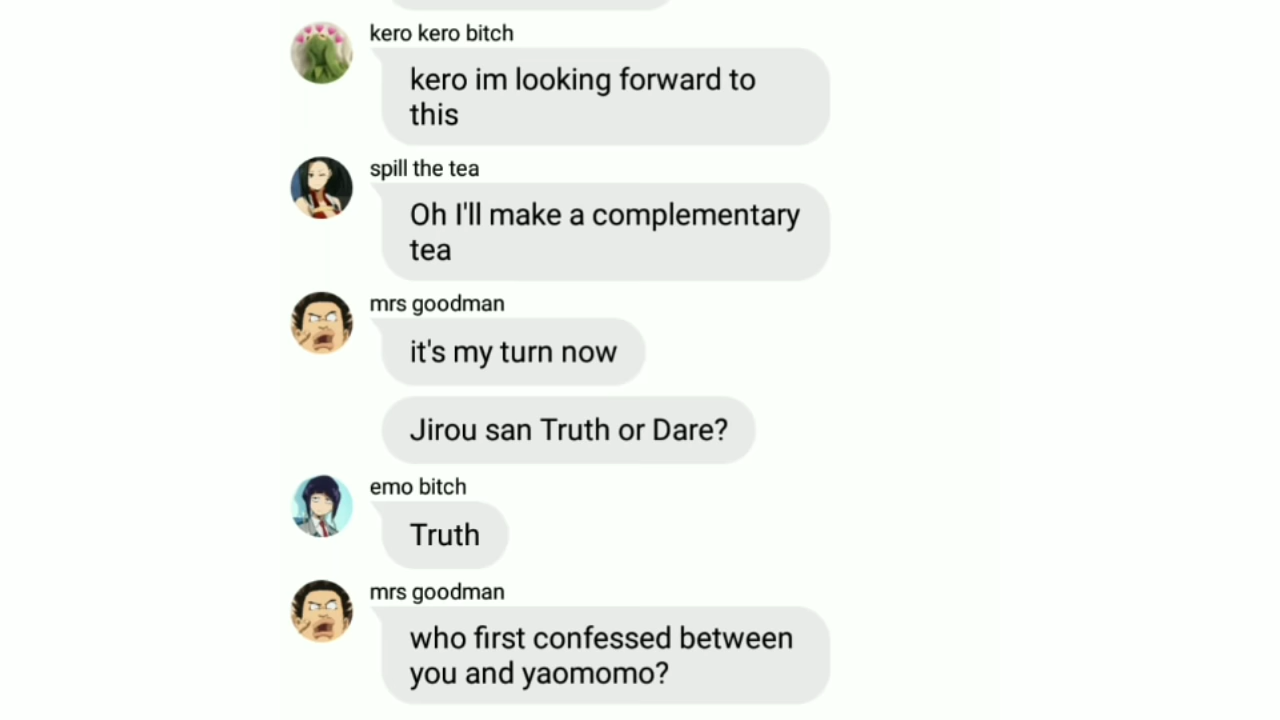 kero kero bitch
kero im looking forward to
this
spill the tea
Oh I'll make a complementary
tea
mrs goodman
it's my turn now
Jirou san Truth or Dare?
emo bitch
Truth
mrs goodman
who first confessed between
you and yaomomo?